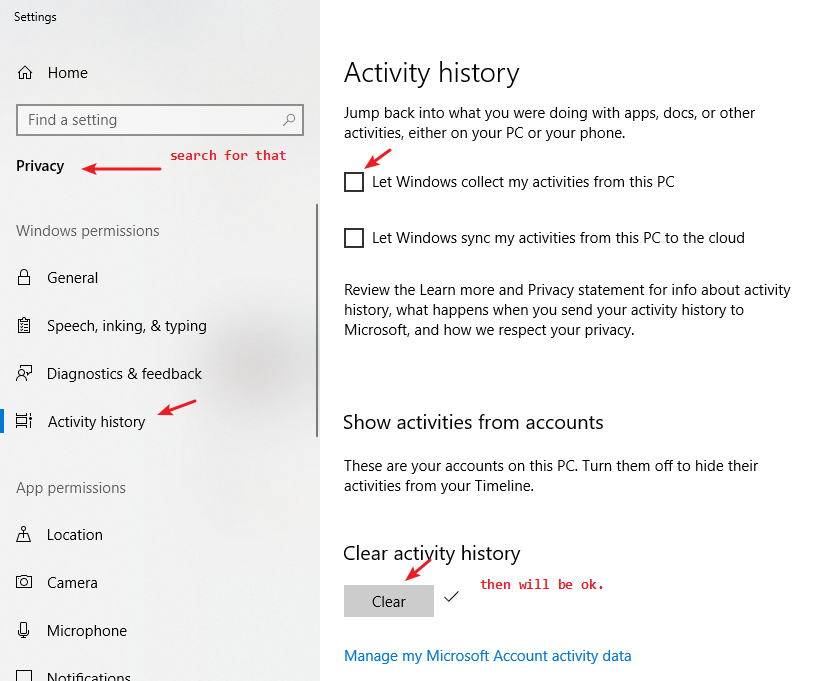 Settings
Home
Find a setting
Privacy
search for that
Windows permissions
General
Speech, inking, & typing
Diagnostics & feedback
Activity history
App permissions
Location
Camera
Microphone
Notifications
Activity history
Jump back into what you were doing with apps, docs, or other
activities, either on your PC or your phone.
Let Windows collect my activities from this PC
Let Windows sync my activities from this PC to the cloud
Review the Learn more and Privacy statement for info about activity
history, what happens when you send your activity history to
Microsoft, and how we respect your privacy.
Show activities from accounts
These are your accounts on this PC. Turn them off to hide their
activities from your Timeline.
Clear activity history
then will be ok.
Clear
Manage my Microsoft Account activity data